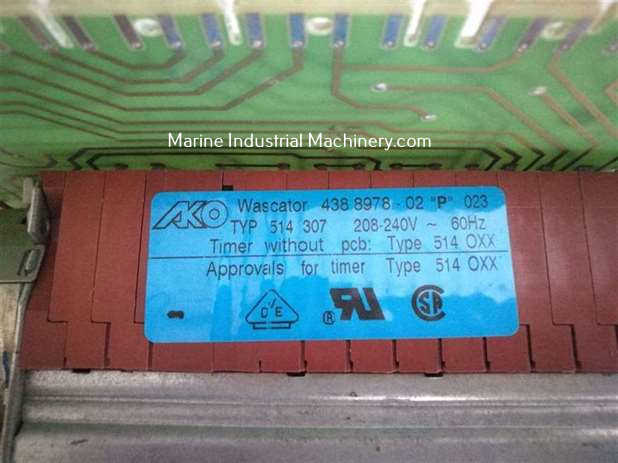 Marine Industrial Machinery.com
AKO Wascator 438 8978 - 02 "P" 023
TYP 514 307 208-240V ~ 60Hz
Timer without pcb: Type 514 OXX
Approvals for timer Type 514 OXX